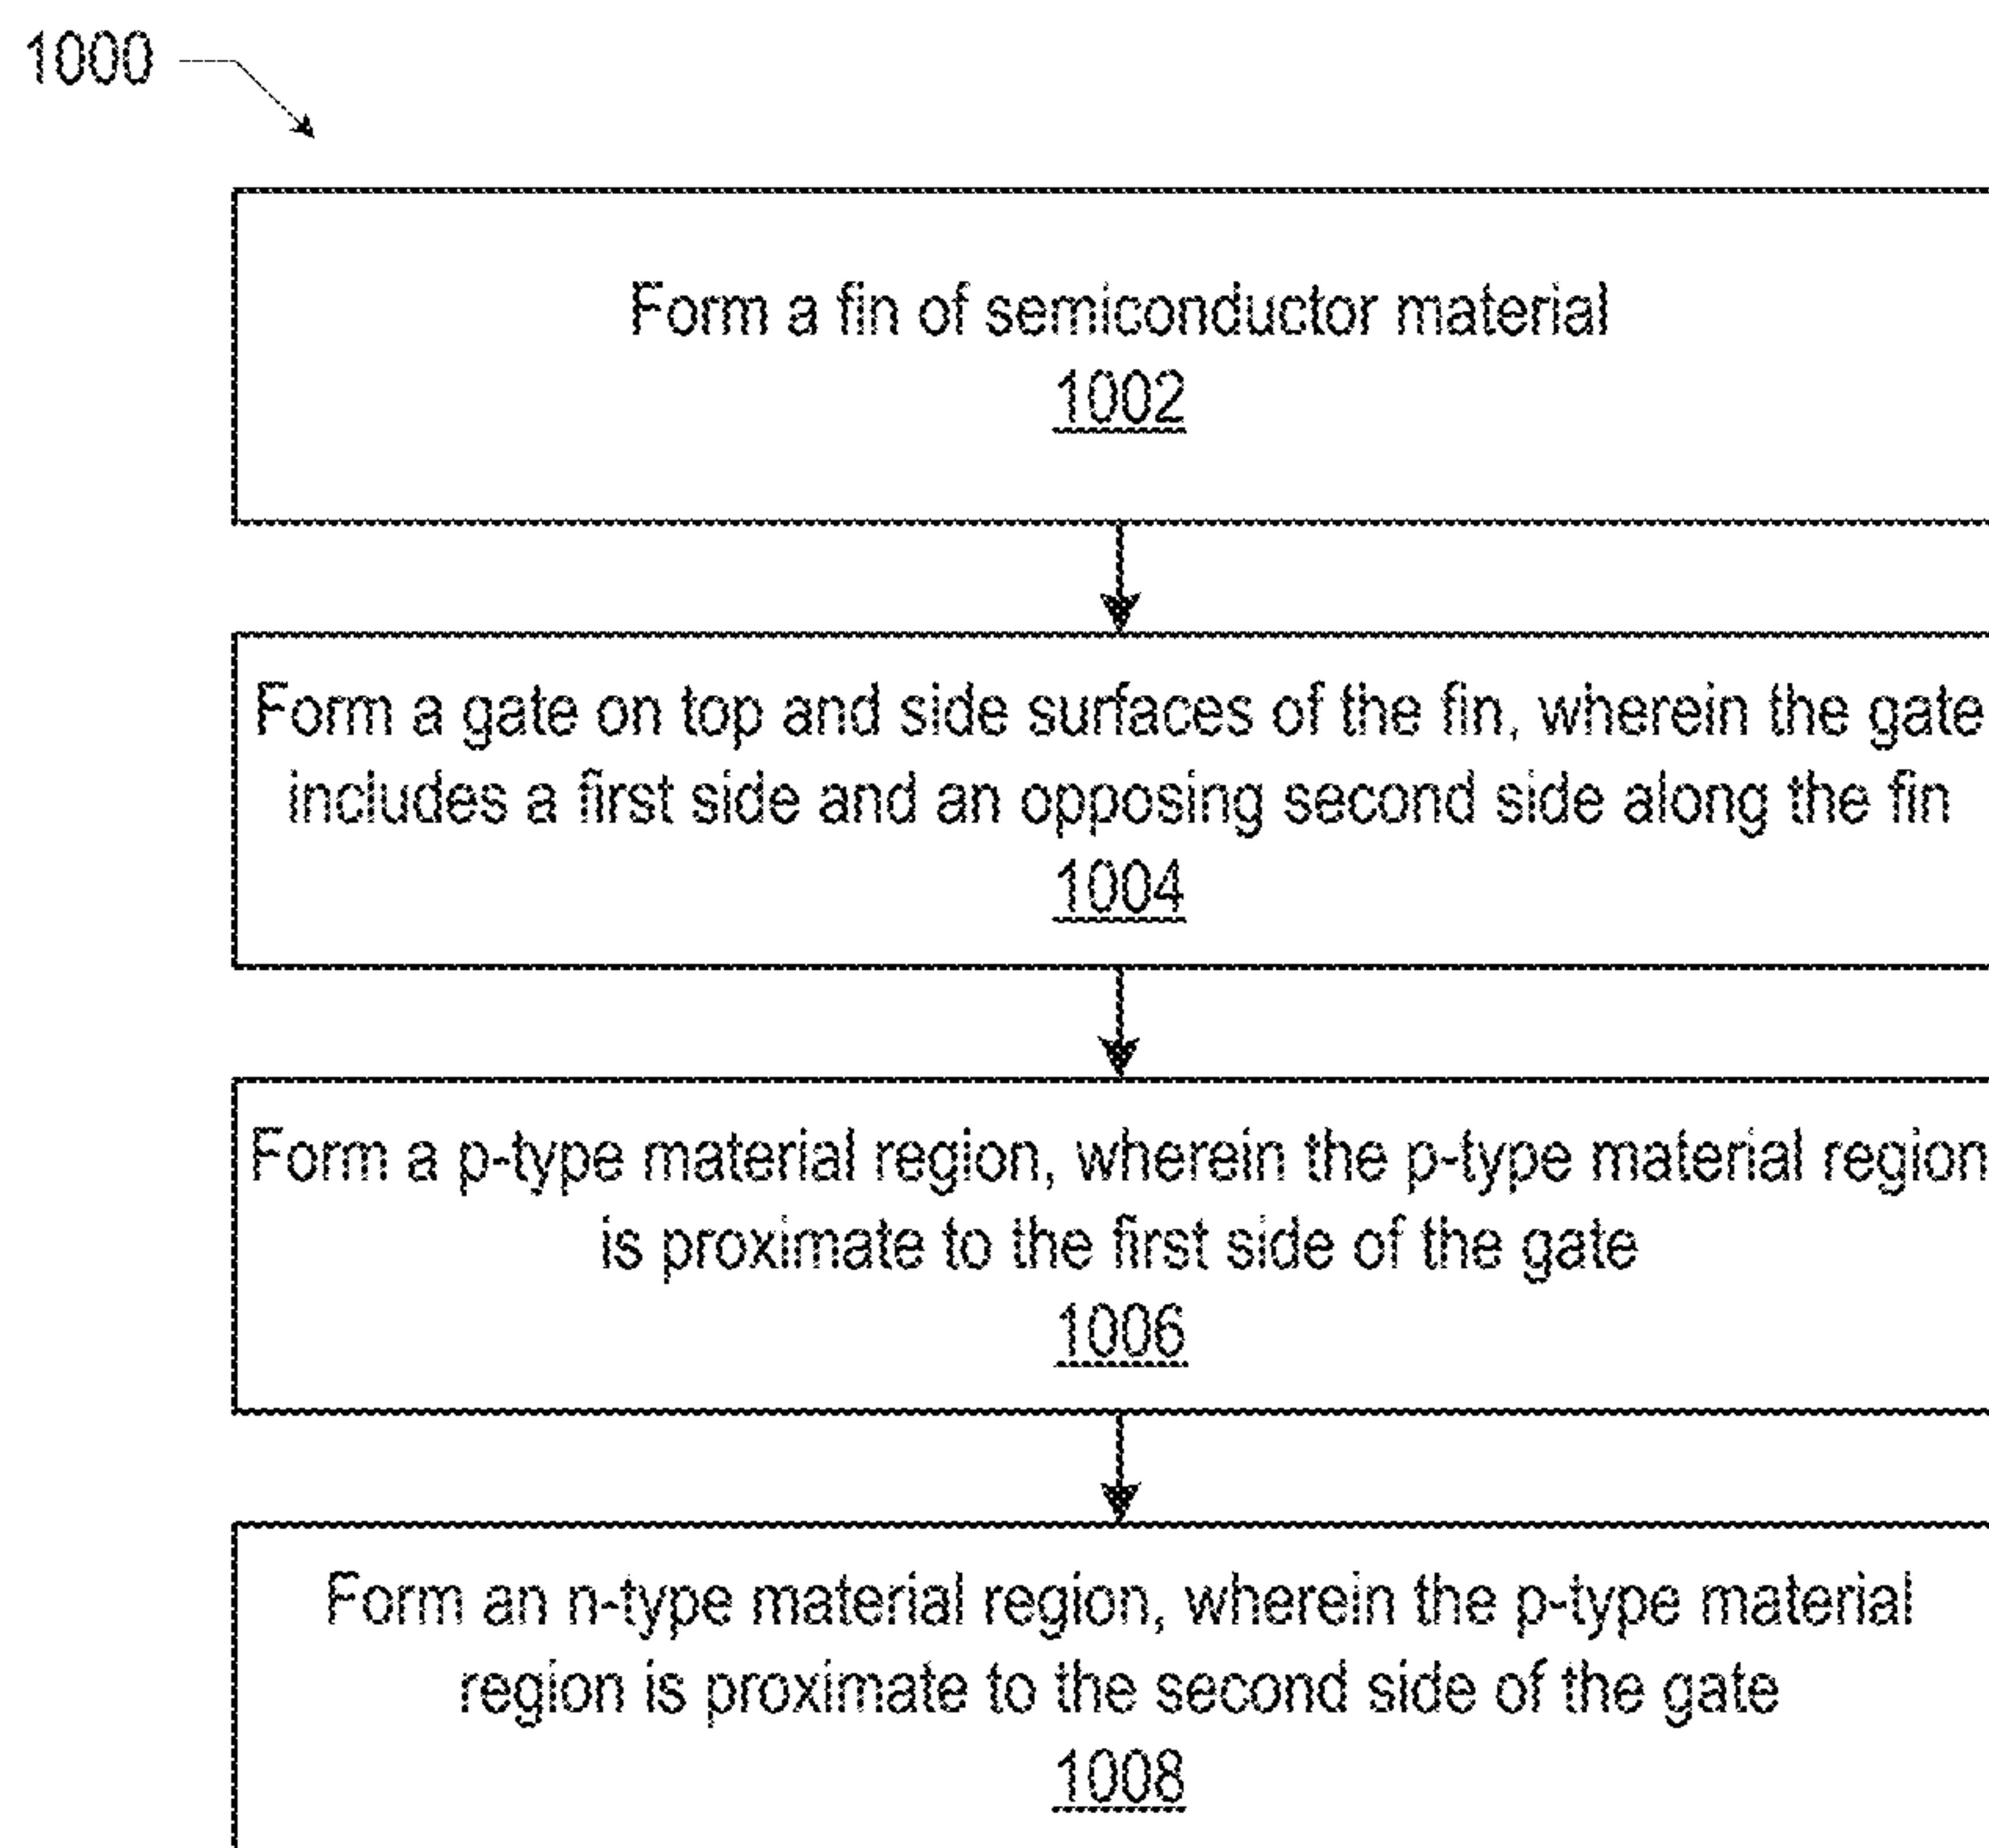 1000
Form a fin of semiconductor material
1002
Form a gate on top and side surfaces of the fin, wherein the gate
includes a first side and an opposing second side along the fin
1004
Form a p-type material region, wherein the p-type material region
is proximate to the first side of the gate
1006
Form an n-type material region, wherein the p-type material
region is proximate to the second side of the gate
1008